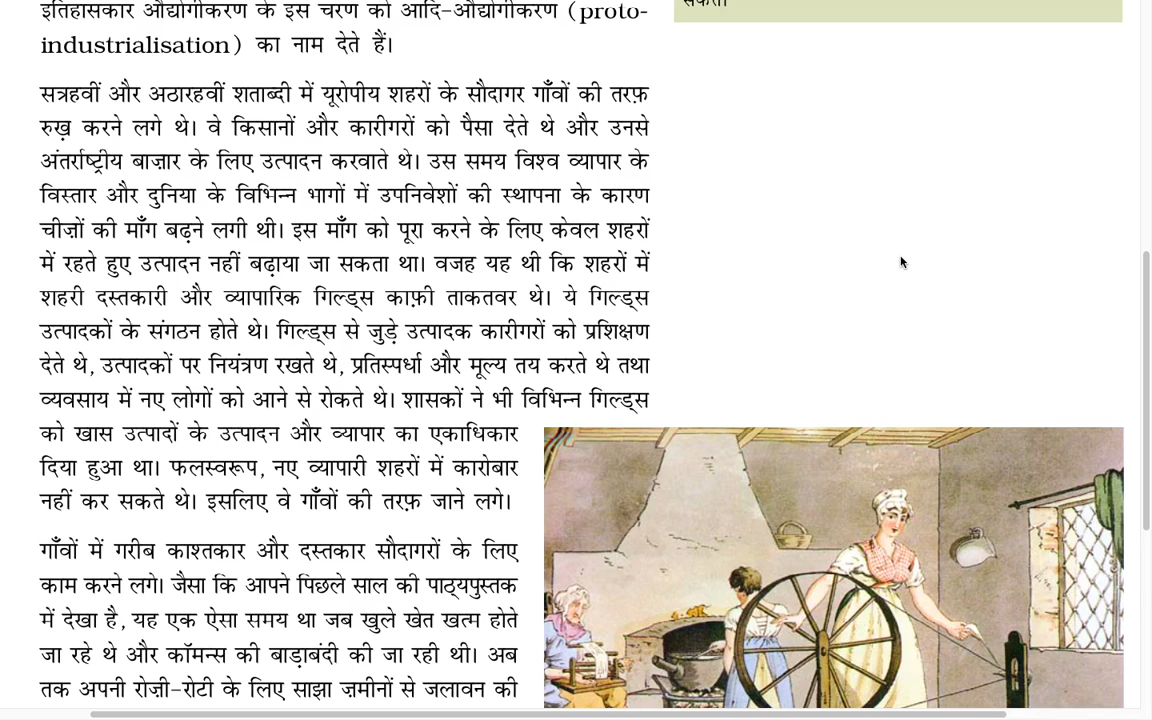 इतिहासकार औद्योगीकरण के इस चरण को आदि-औद्योगीकरण (proto-
industrialisation) का नाम देते हैं।
सत्रहवीं और अठारहवीं शताब्दी में यूरोपीय शहरों के सौदागर गाँवों की तरफ़
रुख़ करने लगे थे। वे किसानों और कारीगरों को पैसा देते थे और उनसे
अंतर्राष्ट्रीय बाज़ार के लिए उत्पादन करवाते थे। उस समय विश्व व्यापार के
विस्तार और दुनिया के विभिन्न भागों में उपनिवेशों की स्थापना के कारण
चीज़ों की माँग बढ़ने लगी थी। इस माँग को पूरा करने के लिए केवल शहरों
में रहते हुए उत्पादन नहीं बढ़ाया जा सकता था। वजह यह थी कि शहरों में
शहरी दस्तकारी और व्यापारिक गिल्ड्स काफ़ी ताकतवर थे। ये गिल्ड्स
उत्पादकों के संगठन होते थे। गिल्ड्स से जुड़े उत्पादक कारीगरों को प्रशिक्षण
देते थे, उत्पादकों पर नियंत्रण रखते थे, प्रतिस्पर्धा और मूल्य तय करते थे तथा
व्यवसाय में नए लोगों को आने से रोकते थे। शासकों ने भी विभिन्न गिल्ड्स
को खास उत्पादों के उत्पादन और व्यापार का एकाधिकार
दिया हुआ था। फलस्वरूप, नए व्यापारी शहरों में कारोबार
नहीं कर सकते थे। इसलिए वे गाँवों की तरफ़ जाने लगे।
गाँवों में गरीब काश्तकार और दस्तकार सौदागरों के लिए
काम करने लगे। जैसा कि आपने पिछले साल की पाठ्यपुस्तक
में देखा है, यह एक ऐसा समय था जब खुले खेत खत्म होते
जा रहे थे और कॉमन्स की बाड़ाबंदी की जा रही थी। अब
तक अपनी रोज़ी-रोटी के लिए साझा ज़मीनों से जलावन की